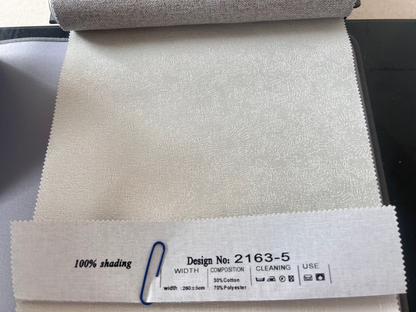 100% shading
Design No: 2163-5
WIDTH COMPOSITION CLEANING USE
width :280±5cm 30%Cotton
70%Polyester